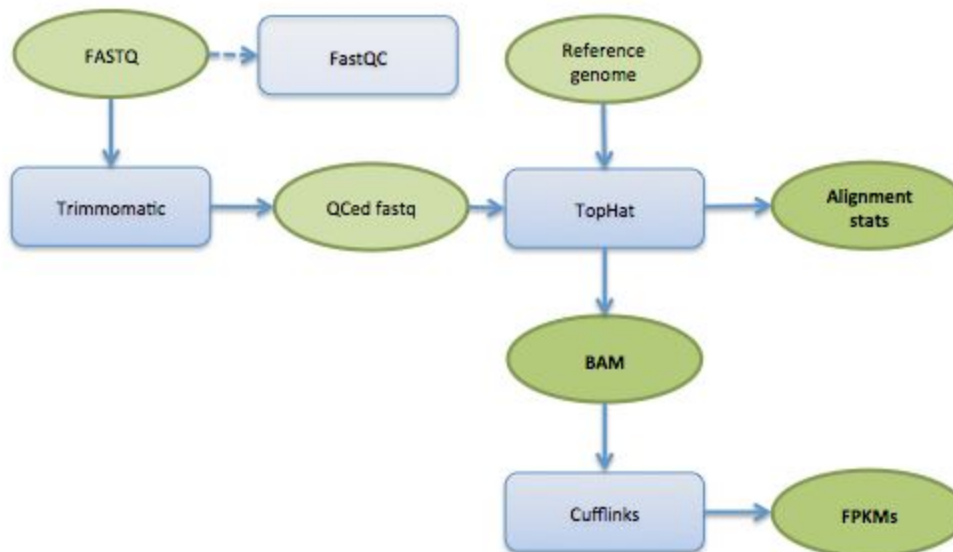 FASTQ
FastQC
Reference
genome
Trimmomatic
QCed fastq
TopHat
Alignment
stats
BAM
Cufflinks
FPKMs